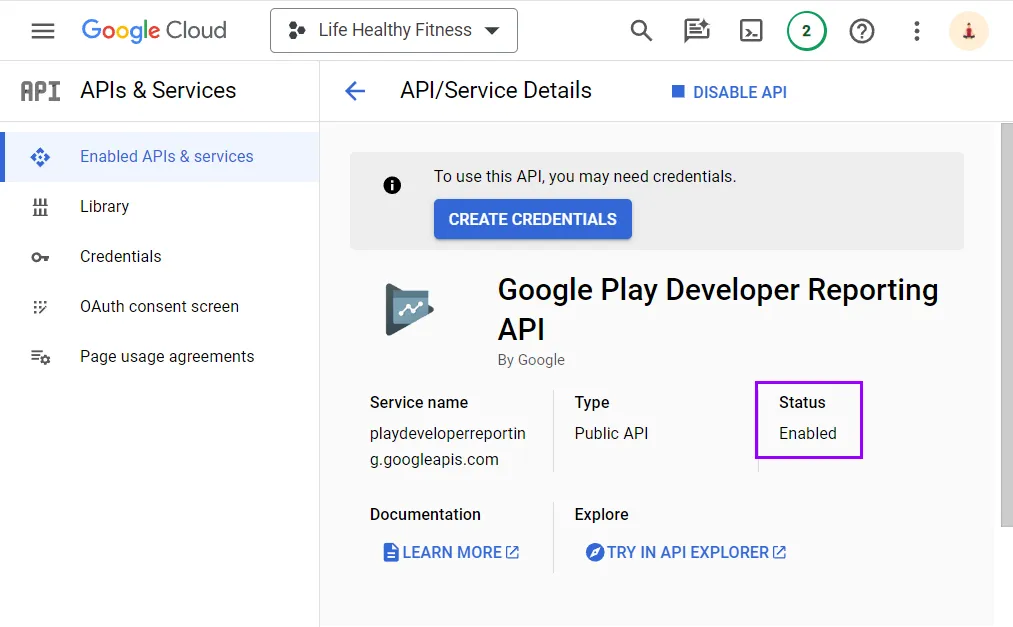 Google Cloud
Life Healthy Fitness
2
API
APIs & Services
API/Service Details
DISABLE API
Enabled APIs & services
Library
Credentials
OAuth consent screen
Page usage agreements
To use this API, you may need credentials.
CREATE CREDENTIALS
Google Play Developer Reporting
API
By Google
Service name
playdeveloperreportin
g.googleapis.com
Type
Public API
Status
Enabled
Documentation
LEARN MORE
Explore
TRY IN API EXPLORER